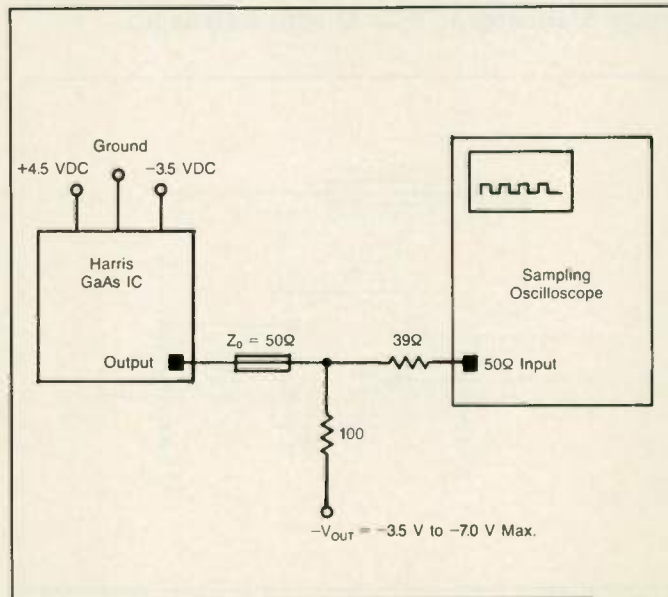 Ground
+4.5 VDC
−3.5 VDC
Harris
GaAs IC
Output
Z₀ = 50Ω
39Ω
50Ω Input
Sampling
Oscilloscope
100
−V_OUT = −3.5 V to −7.0 V Max.